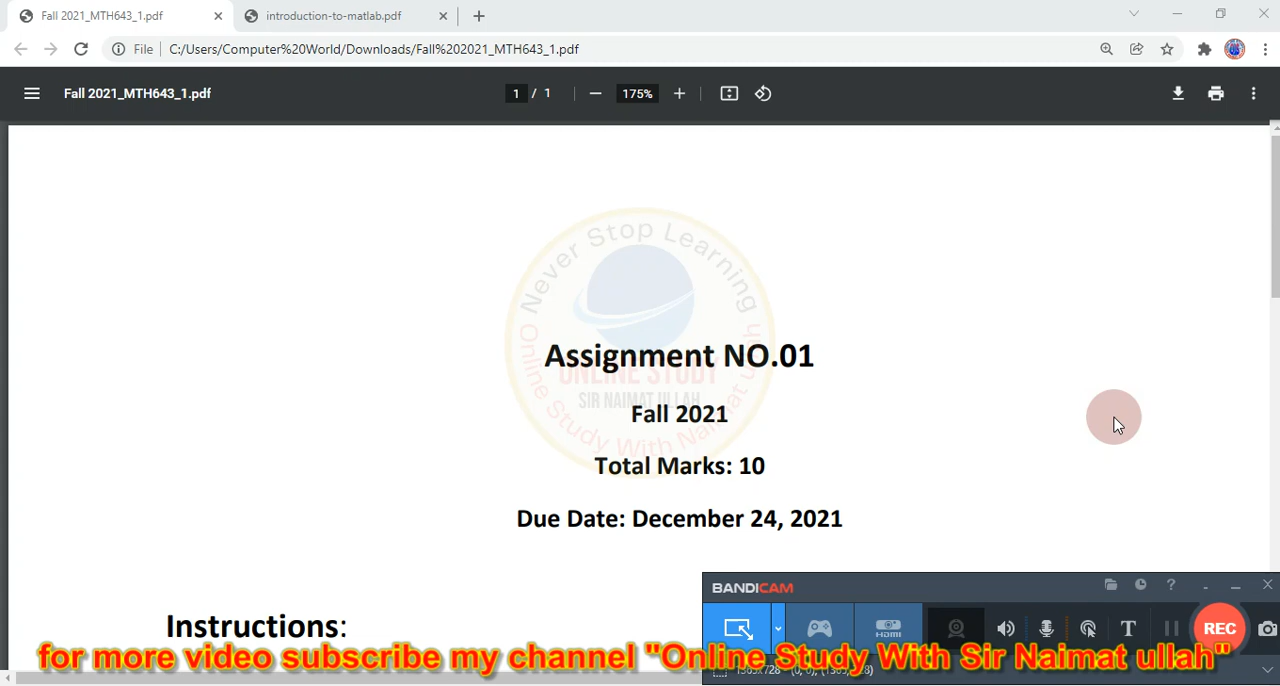 Fall 2021_MTH643_1.pdf
introduction-to-matlab.pdf
File
C:/Users/Computer%20World/Downloads/Fall%202021_MTH643_1.pdf
Fall 2021_MTH643_1.pdf
1 / 1
175%
Never Stop Learning
Assignment NO.01
ONLINE STUDY
SIR NAIMAT ULLAH
Online Study With Naimat ullah
Fall 2021
Total Marks: 10
Due Date: December 24, 2021
BANDICAM
HDMI
REC
Instructions:
for more video subscribe my channel "Online Study With Sir Naimat ullah"